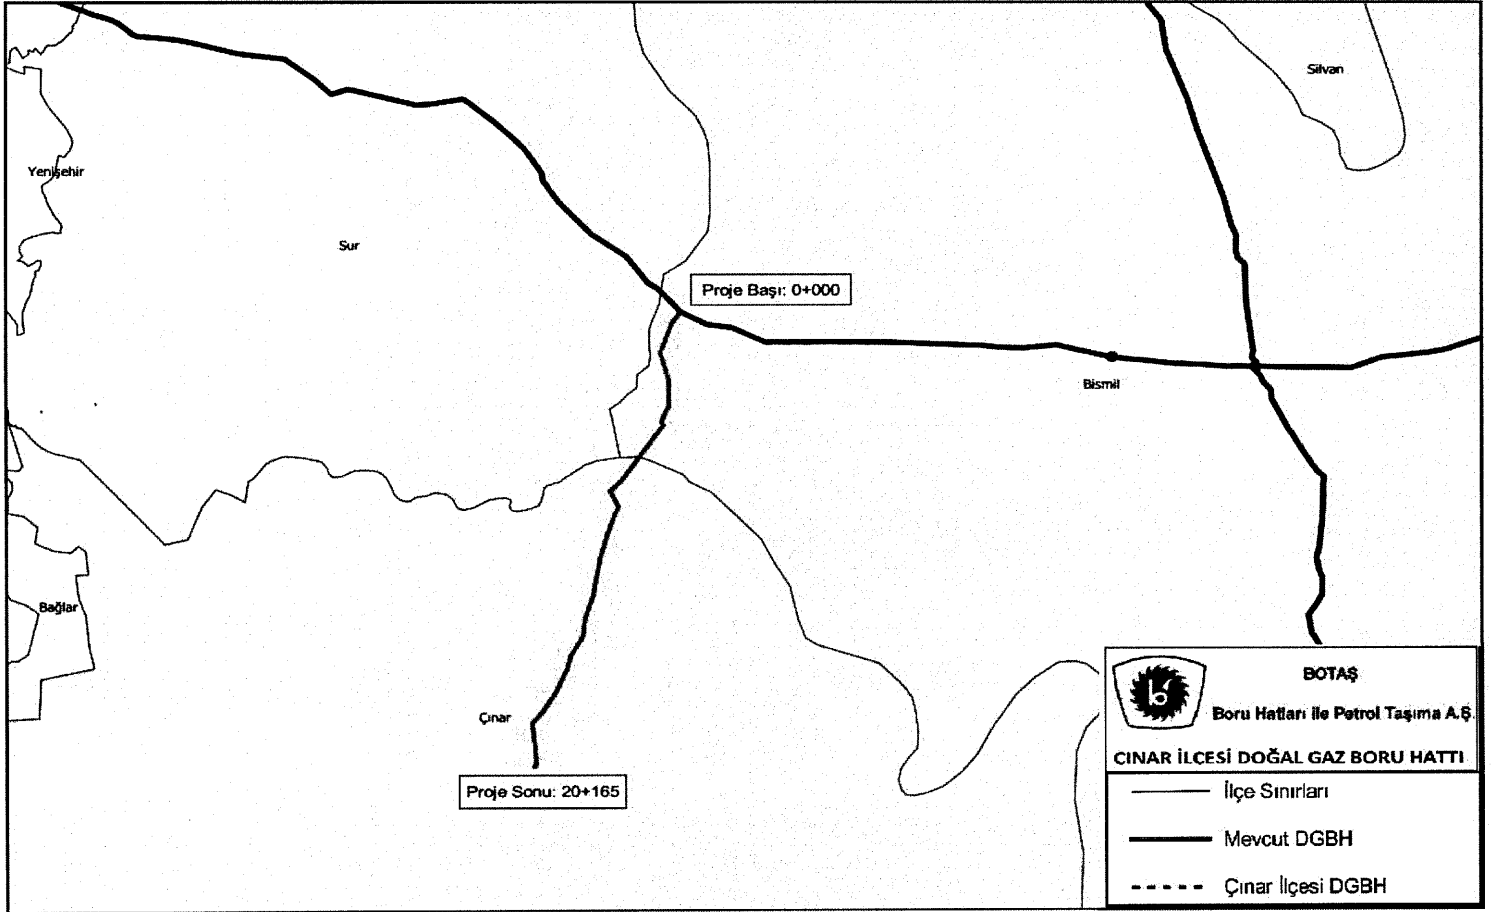 Silvan
Yenişehir
Sur
Proje Başı: 0+000
Bismil
Bağlar
Çınar
Proje Sonu: 20+165
BOTAŞ
Boru Hatları ile Petrol Taşıma A.Ş.
ÇINAR İLÇESİ DOĞAL GAZ BORU HATTI
İlçe Sınırları
Mevcut DGBH
Çınar İlçesi DGBH